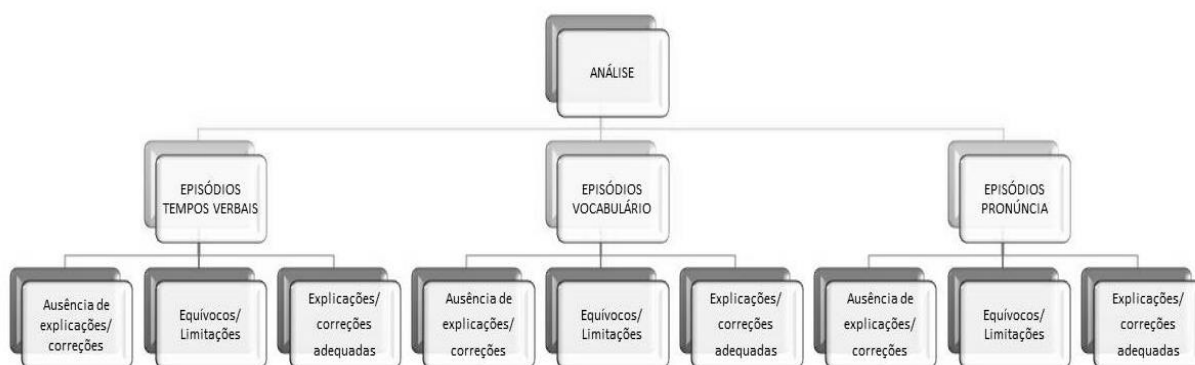 ANÁLISE
EPISÓDIOS
TEMPOS VERBAIS
EPISÓDIOS
VOCABULÁRIO
EPISÓDIOS
PRONÚNCIA
Ausência de
explicações/
correções
Equívocos/
Limitações
Explicações/
correções
adequadas
Ausência de
explicações/
correções
Equívocos/
Limitações
Explicações/
correções
adequadas
Ausência de
explicações/
correções
Equívocos/
Limitações
Explicações/
correções
adequadas